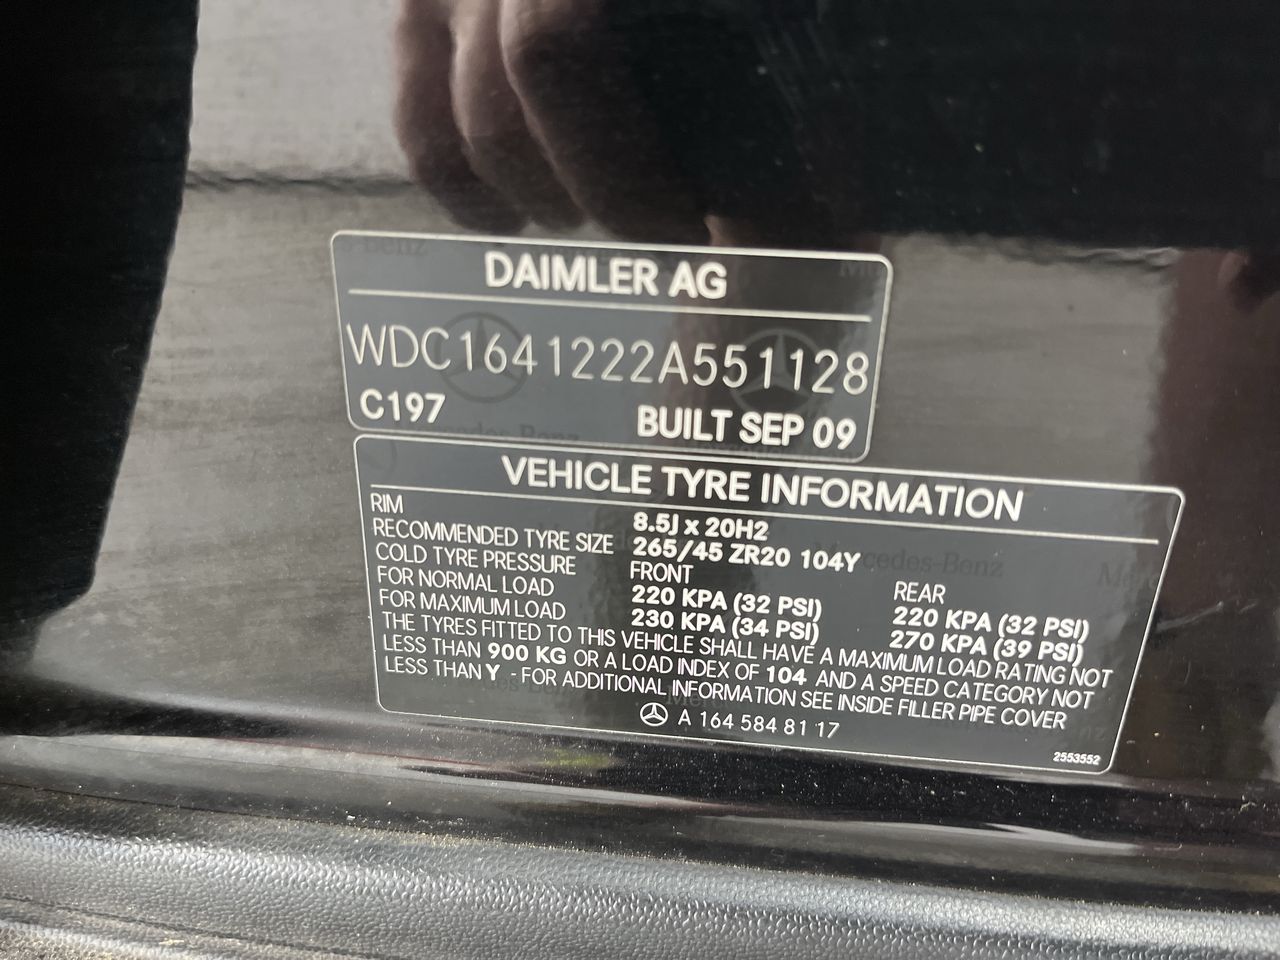 DAIMLER AG
WDC1641222A551128
C197 BUILT SEP 09
VEHICLE TYRE INFORMATION
RIM 8.5J x 20H2
RECOMMENDED TYRE SIZE 265/45 ZR20 104Y
COLD TYRE PRESSURE FRONT REAR
FOR NORMAL LOAD 220 KPA (32 PSI) 220 KPA (32 PSI)
FOR MAXIMUM LOAD 230 KPA (34 PSI) 270 KPA (39 PSI)
THE TYRES FITTED TO THIS VEHICLE SHALL HAVE A MAXIMUM LOAD RATING NOT
LESS THAN 900 KG OR A LOAD INDEX OF 104 AND A SPEED CATEGORY NOT
LESS THAN Y - FOR ADDITIONAL INFORMATION SEE INSIDE FILLER PIPE COVER
A 164 584 81 17
2553552